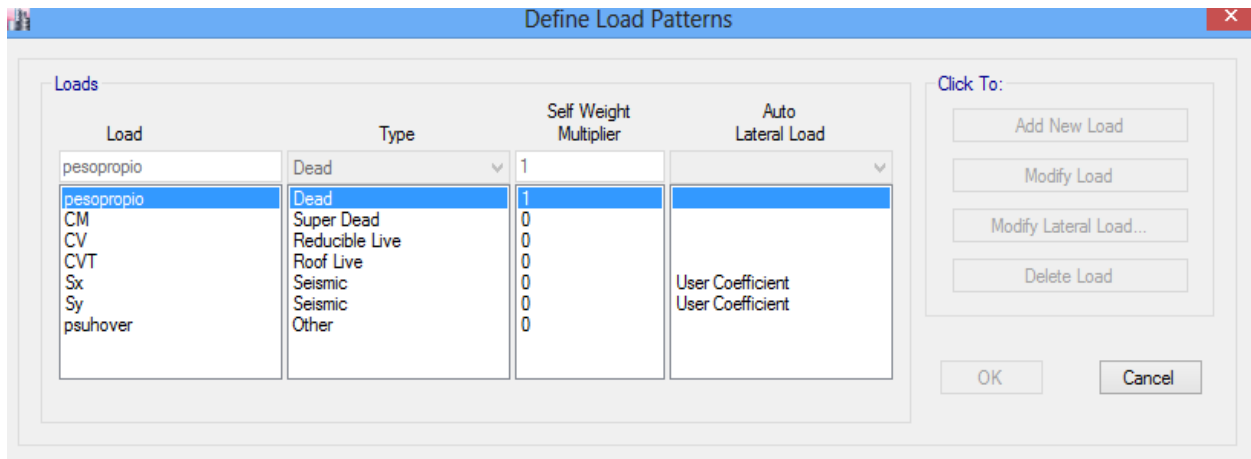 Define Load Patterns
Loads
Load Type Self Weight Multiplier Auto Lateral Load
pesopropio Dead 1
pesopropio Dead 1
CM Super Dead 0
CV Reducible Live 0
CVT Roof Live 0
Sx Seismic 0 User Coefficient
Sy Seismic 0 User Coefficient
psuhover Other 0
Click To:
Add New Load
Modify Load
Modify Lateral Load...
Delete Load
OK Cancel